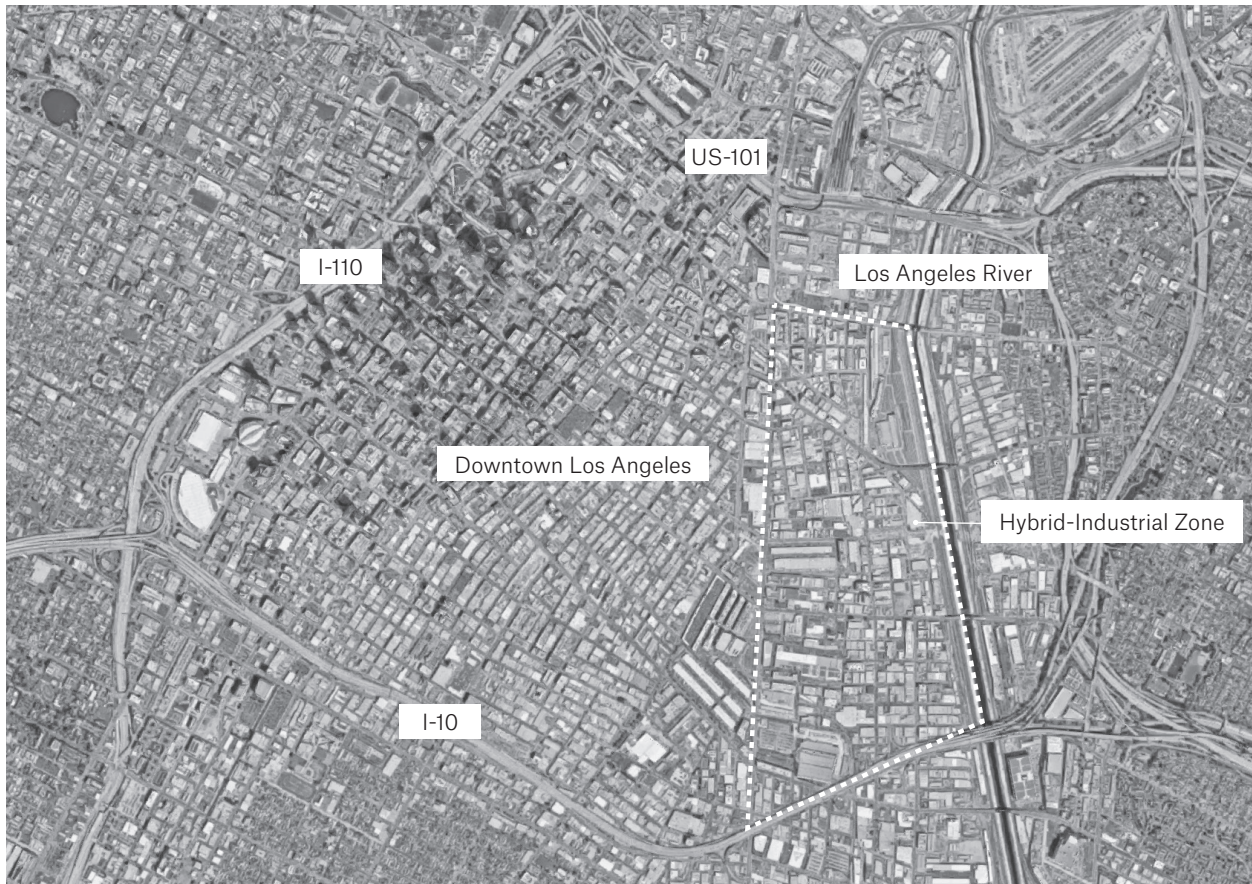 US-101
I-110
Los Angeles River
Downtown Los Angeles
Hybrid-Industrial Zone
I-10